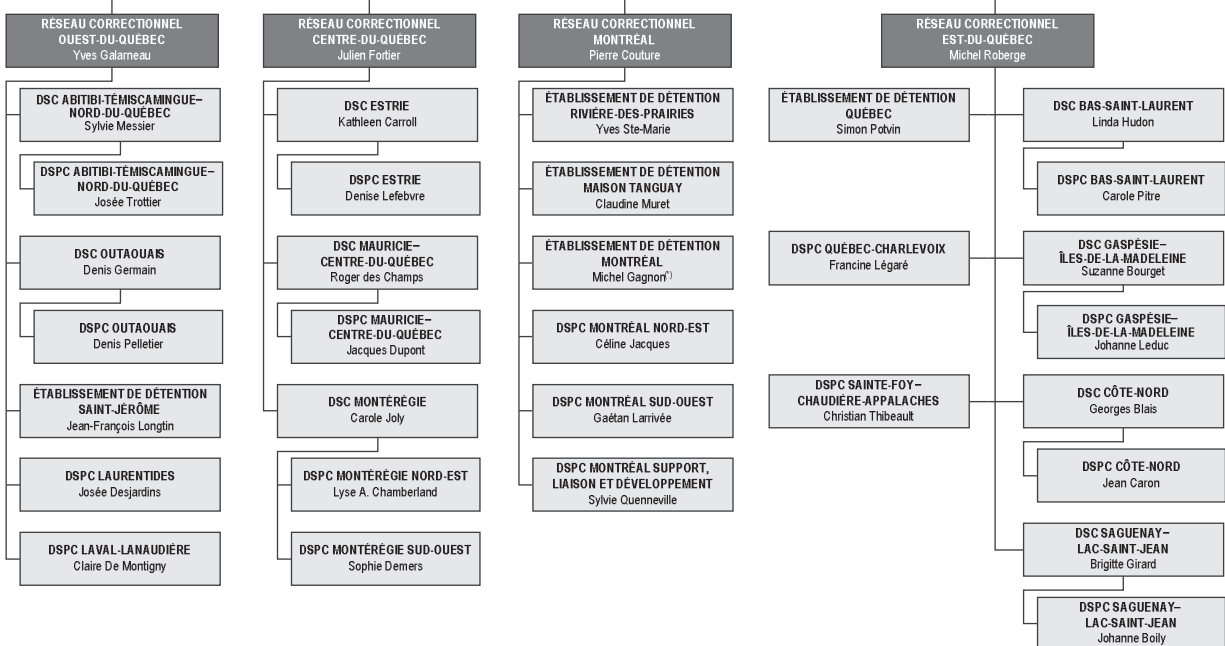 RÉSEAU CORRECTIONNEL
OUEST-DU-QUÉBEC
Yves Galarneau
DSC ABITIBI-TÉMISCAMINGUE–
NORD-DU-QUÉBEC
Sylvie Messier
DSPC ABITIBI-TÉMISCAMINGUE–
NORD-DU-QUÉBEC
Josée Trottier
DSC OUTAOUAIS
Denis Germain
DSPC OUTAOUAIS
Denis Pelletier
ÉTABLISSEMENT DE DÉTENTION
SAINT-JÉRÔME
Jean-François Longtin
DSPC LAURENTIDES
Josée Desjardins
DSPC LAVAL-LANAUDIÈRE
Claire De Montigny
RÉSEAU CORRECTIONNEL
CENTRE-DU-QUÉBEC
Julien Fortier
DSC ESTRIE
Kathleen Carroll
DSPC ESTRIE
Denise Lefebvre
DSC MAURICIE–
CENTRE-DU-QUÉBEC
Roger des Champs
DSPC MAURICIE–
CENTRE-DU-QUÉBEC
Jacques Dupont
DSC MONTÉRÉGIE
Carole Joly
DSPC MONTÉRÉGIE NORD-EST
Lyse A. Chamberland
DSPC MONTÉRÉGIE SUD-OUEST
Sophie Demers
RÉSEAU CORRECTIONNEL
MONTRÉAL
Pierre Couture
ÉTABLISSEMENT DE DÉTENTION
RIVIÈRE-DES-PRAIRIES
Yves Ste-Marie
ÉTABLISSEMENT DE DÉTENTION
MAISON TANGUAY
Claudine Muret
ÉTABLISSEMENT DE DÉTENTION
MONTRÉAL
Michel Gagnon(*)
DSPC MONTRÉAL NORD-EST
Céline Jacques
DSPC MONTRÉAL SUD-OUEST
Gaétan Larrivée
DSPC MONTRÉAL SUPPORT,
LIAISON ET DÉVELOPPEMENT
Sylvie Quenneville
RÉSEAU CORRECTIONNEL
EST-DU-QUÉBEC
Michel Roberge
ÉTABLISSEMENT DE DÉTENTION
QUÉBEC
Simon Potvin
DSPC QUÉBEC-CHARLEVOIX
Francine Légaré
DSPC SAINTE-FOY–
CHAUDIÈRE-APPALACHES
Christian Thibeault
DSC BAS-SAINT-LAURENT
Linda Hudon
DSPC BAS-SAINT-LAURENT
Carole Pitre
DSC GASPÉSIE–
ÎLES-DE-LA-MADELEINE
Suzanne Bourget
DSPC GASPÉSIE–
ÎLES-DE-LA-MADELEINE
Johanne Leduc
DSC CÔTE-NORD
Georges Blais
DSPC CÔTE-NORD
Jean Caron
DSC SAGUENAY–
LAC-SAINT-JEAN
Brigitte Girard
DSPC SAGUENAY–
LAC-SAINT-JEAN
Johanne Boily